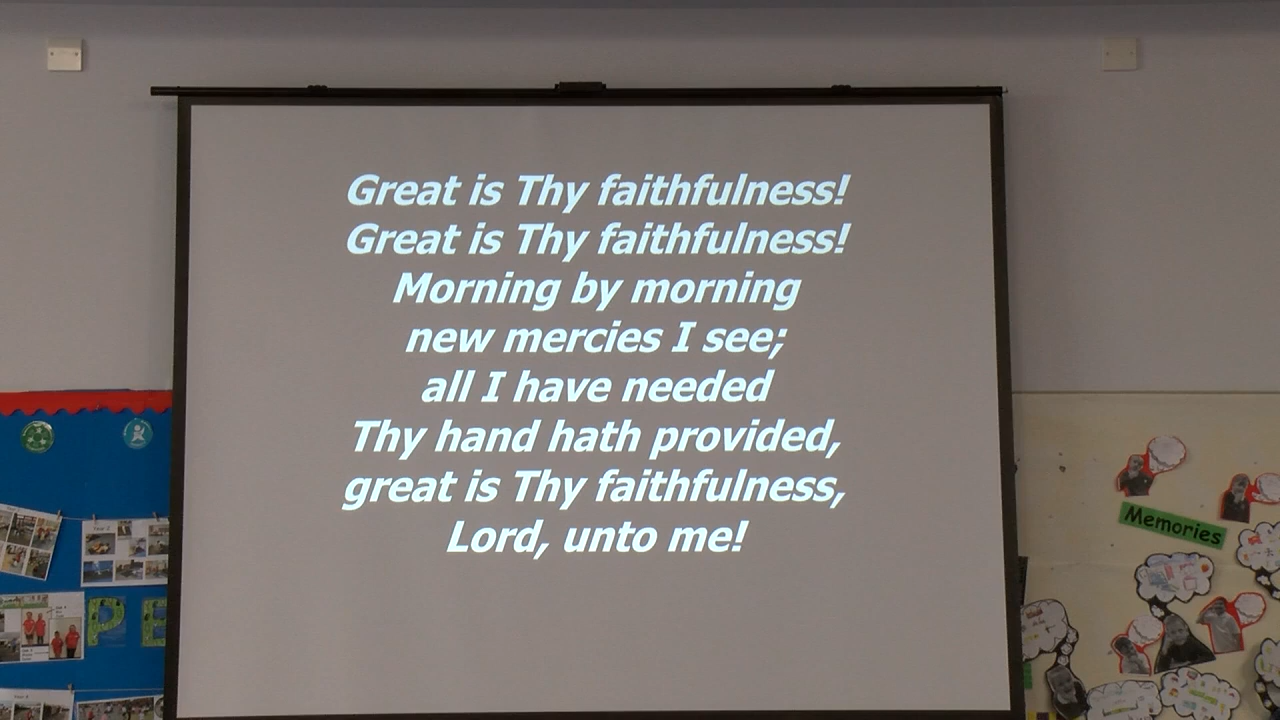 Great is Thy faithfulness!
Great is Thy faithfulness!
Morning by morning
new mercies I see;
all I have needed
Thy hand hath provided,
great is Thy faithfulness,
Lord, unto me!
Memories
PE